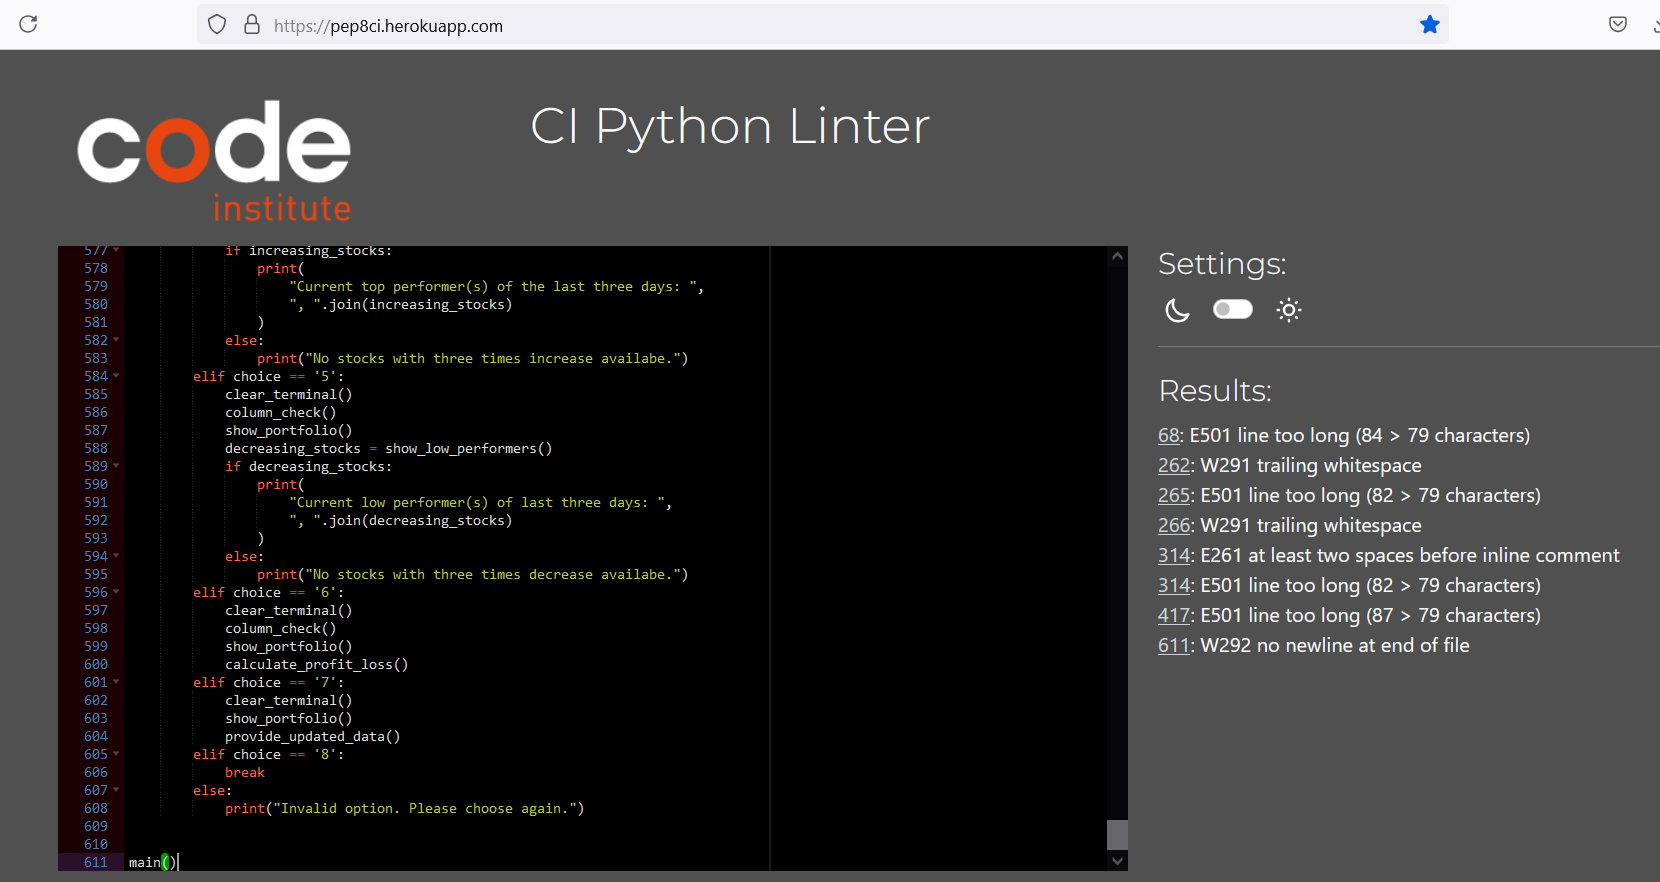 https://pep8ci.herokuapp.com
code
institute
CI Python Linter
577 if increasing_stocks:
578 print(
579 "Current top performer(s) of the last three days: ",
580 ", ".join(increasing_stocks)
581 )
582 else:
583 print("No stocks with three times increase availabe.")
584 elif choice == '5':
585 clear_terminal()
586 column_check()
587 show_portfolio()
588 decreasing_stocks = show_low_performers()
589 if decreasing_stocks:
590 print(
591 "Current low performer(s) of last three days: ",
592 ", ".join(decreasing_stocks)
593 )
594 else:
595 print("No stocks with three times decrease availabe.")
596 elif choice == '6':
597 clear_terminal()
598 column_check()
599 show_portfolio()
600 calculate_profit_loss()
601 elif choice == '7':
602 clear_terminal()
603 show_portfolio()
604 provide_updated_data()
605 elif choice == '8':
606 break
607 else:
608 print("Invalid option. Please choose again.")
609
610
611 main()
Settings:
Results:
68: E501 line too long (84 > 79 characters)
262: W291 trailing whitespace
265: E501 line too long (82 > 79 characters)
266: W291 trailing whitespace
314: E261 at least two spaces before inline comment
314: E501 line too long (82 > 79 characters)
417: E501 line too long (87 > 79 characters)
611: W292 no newline at end of file